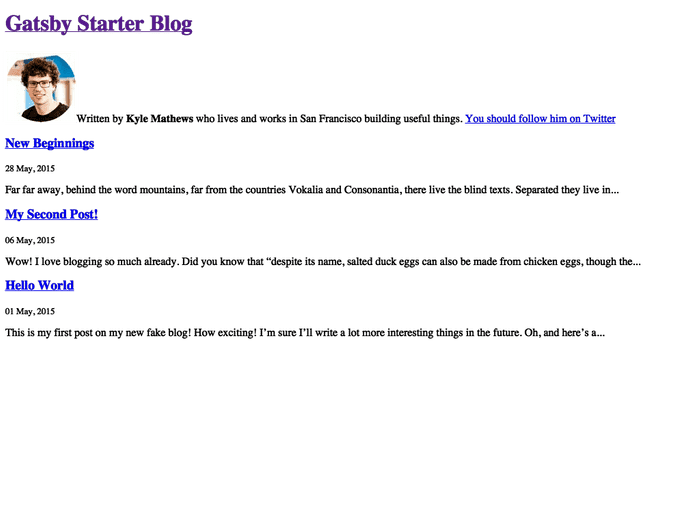 Gatsby Starter Blog
Written by Kyle Mathews who lives and works in San Francisco building useful things. You should follow him on Twitter
New Beginnings
28 May, 2015
Far far away, behind the word mountains, far from the countries Vokalia and Consonantia, there live the blind texts. Separated they live in...
My Second Post!
06 May, 2015
Wow! I love blogging so much already. Did you know that “despite its name, salted duck eggs can also be made from chicken eggs, though the...
Hello World
01 May, 2015
This is my first post on my new fake blog! How exciting! I’m sure I’ll write a lot more interesting things in the future. Oh, and here’s a...